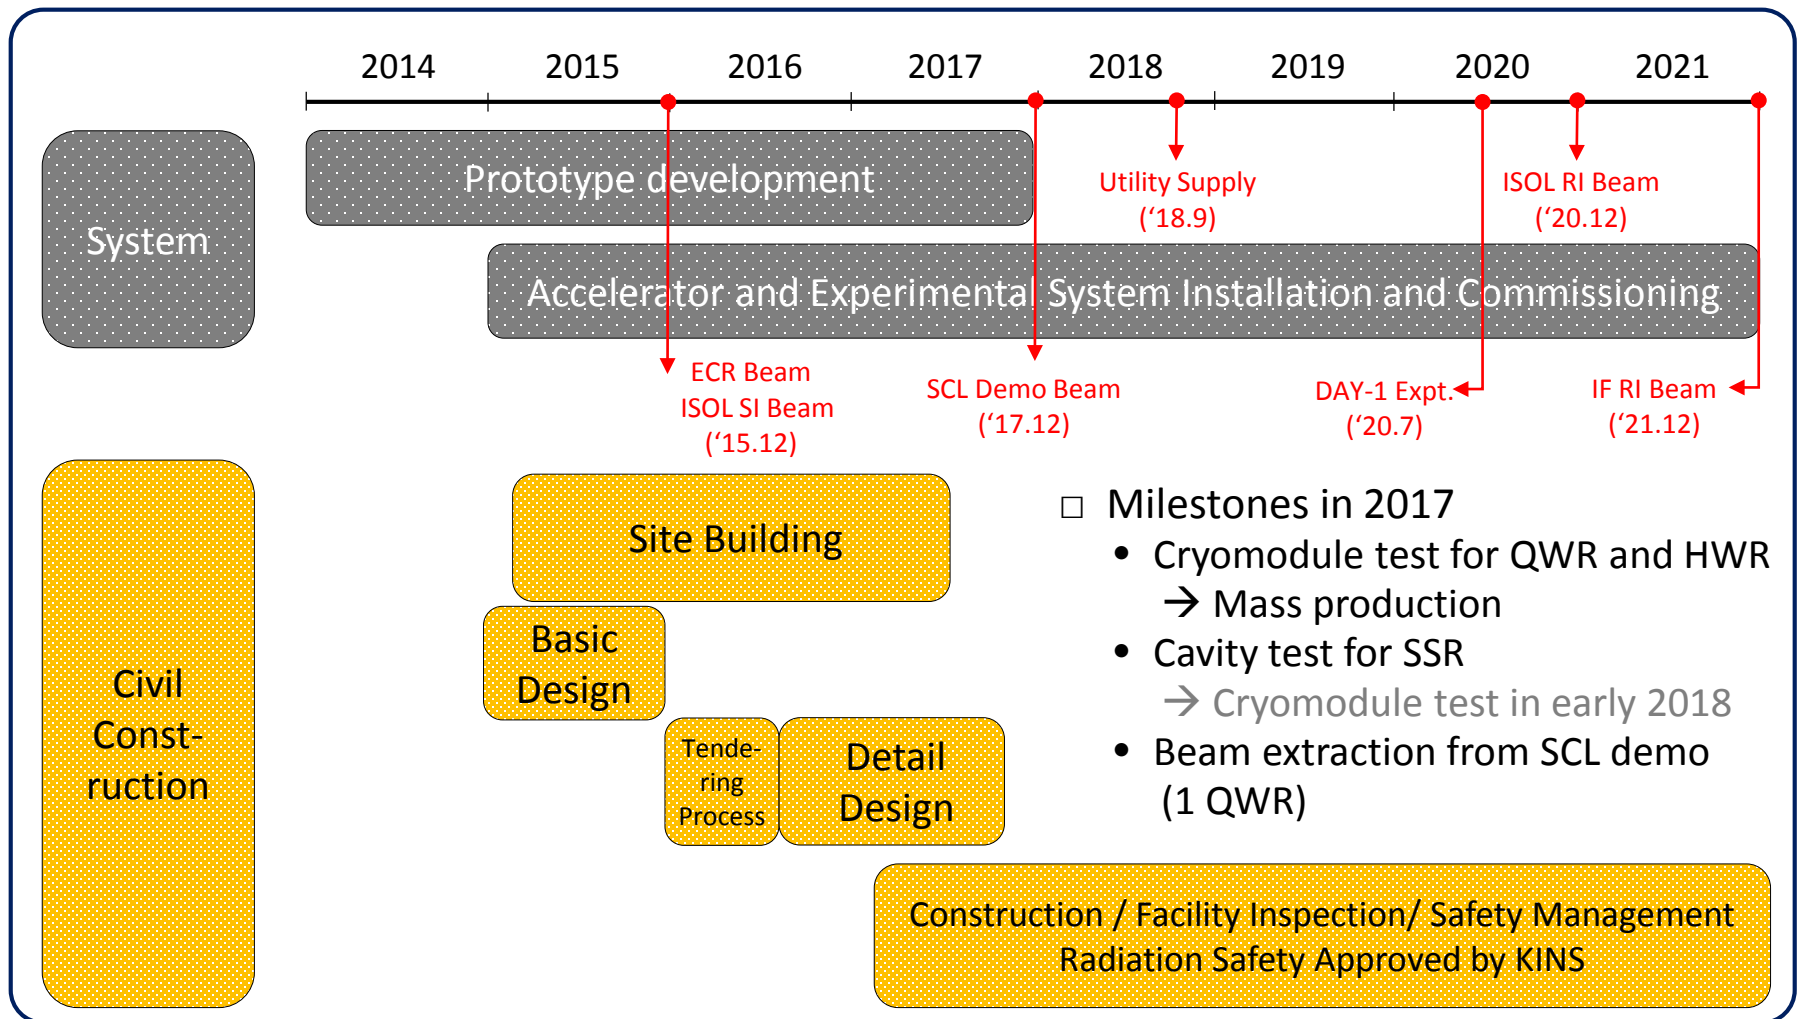 2014 2015 2016 2017 2018 2019 2020 2021
System
Prototype development
Utility Supply
(‘18.9)
ISOL RI Beam
(‘20.12)
Accelerator and Experimental System Installation and Commissioning
ECR Beam
ISOL SI Beam
(‘15.12)
SCL Demo Beam
(‘17.12)
DAY-1 Expt.
(‘20.7)
IF RI Beam
(‘21.12)
Civil
Const-
ruction
Site Building
Basic
Design
Tende-
ring
Process
Detail
Design
□ Milestones in 2017
• Cryomodule test for QWR and HWR
→ Mass production
• Cavity test for SSR
→ Cryomodule test in early 2018
• Beam extraction from SCL demo
(1 QWR)
Construction / Facility Inspection/ Safety Management
Radiation Safety Approved by KINS